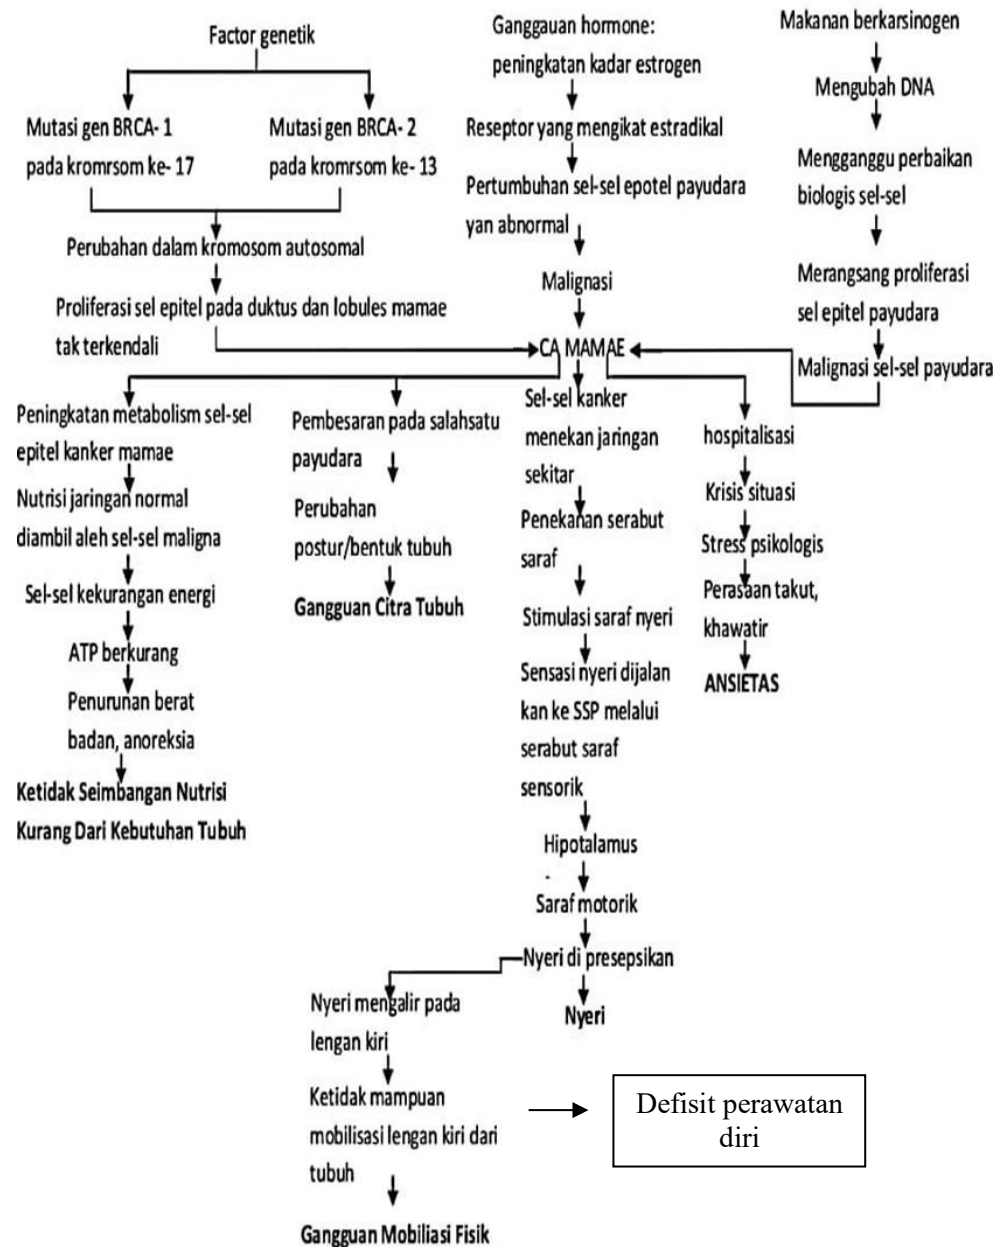 Factor genetik
Mutasi gen BRCA- 1
pada kromrsom ke- 17
Mutasi gen BRCA- 2
pada kromrsom ke- 13
Perubahan dalam kromosom autosomal
Proliferasi sel epitel pada duktus dan lobules mamae
tak terkendali
Ganggauan hormone:
peningkatan kadar estrogen
Reseptor yang mengikat estradikal
Pertumbuhan sel-sel epotel payudara
yan abnormal
Malignasi
Makanan berkarsinogen
Mengubah DNA
Mengganggu perbaikan
biologis sel-sel
Merangsang proliferasi
sel epitel payudara
Malignasi sel-sel payudara
CA MAMAE
Peningkatan metabolism sel-sel
epitel kanker mamae
Nutrisi jaringan normal
diambil aleh sel-sel maligna
Sel-sel kekurangan energi
ATP berkurang
Penurunan berat
badan, anoreksia
Ketidak Seimbangan Nutrisi
Kurang Dari Kebutuhan Tubuh
Pembesaran pada salahsatu
payudara
Perubahan
postur/bentuk tubuh
Gangguan Citra Tubuh
Sel-sel kanker
menekan jaringan
sekitar
Penekanan serabut
saraf
Stimulasi saraf nyeri
Sensasi nyeri dijalan
kan ke SSP melalui
serabut saraf
sensorik
Hipotalamus
Saraf motorik
Nyeri di presepsikan
Nyeri
hospitalisasi
Krisis situasi
Stress psikologis
Perasaan takut,
khawatir
ANSIETAS
Nyeri mengalir pada
lengan kiri
Ketidak mampuan
mobilisasi lengan kiri dari
tubuh
Gangguan Mobiliasi Fisik
Defisit perawatan
diri